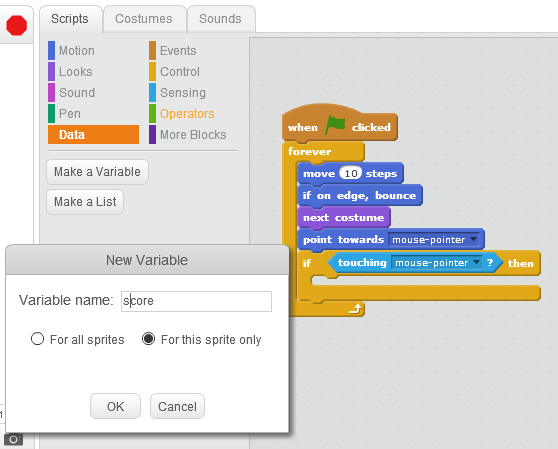 Scripts
Costumes
Sounds
Motion
Events
Looks
Control
Sound
Sensing
Pen
Operators
Data
More Blocks
Make a Variable
Make a List
when clicked
forever
move 10 steps
if on edge, bounce
next costume
point towards mouse-pointer
if touching mouse-pointer ? then
New Variable
Variable name: score
For all sprites
For this sprite only
OK
Cancel
1